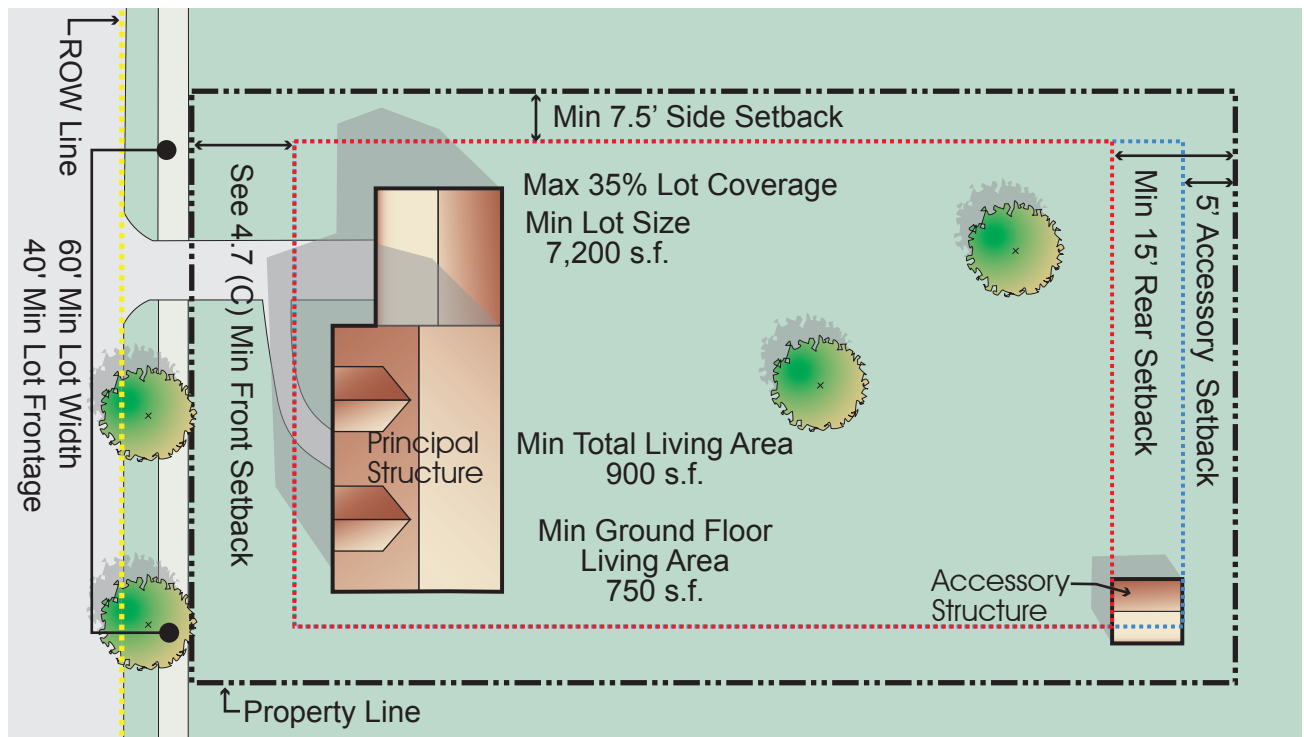 ROW Line
60' Min Lot Width
40' Min Lot Frontage
See 4.7 (C) Min Front Setback
Min 7.5’ Side Setback
Max 35% Lot Coverage
Min Lot Size
7,200 s.f.
Principal
Structure
Min Total Living Area
900 s.f.
Min Ground Floor
Living Area
750 s.f.
Min 15’ Rear Setback
5’ Accessory Setback
Accessory
Structure
Property Line